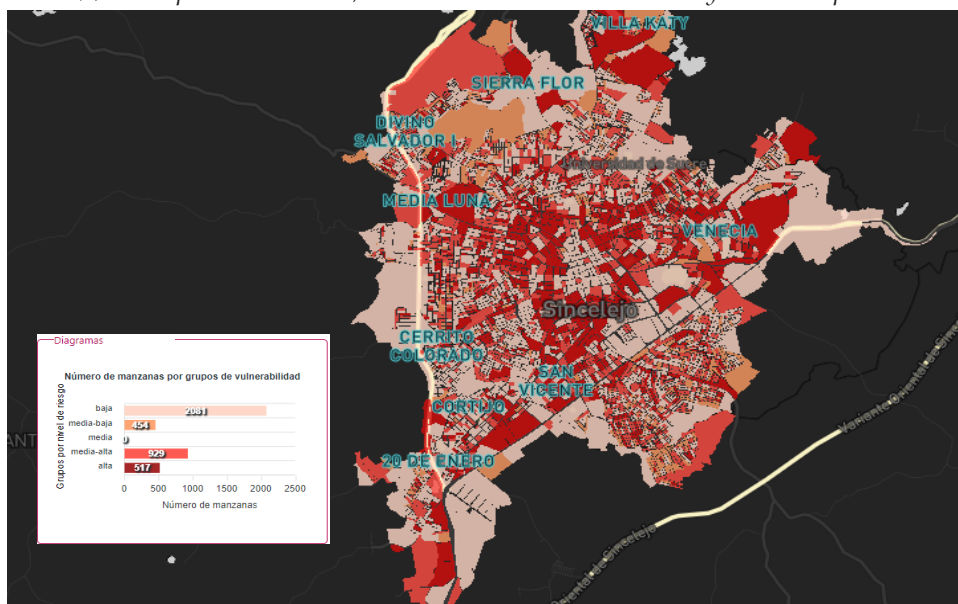 VILLA KATY
SIERRA FLOR
DIVINO
SALVADOR I
Universidad de Sucre
MEDIA LUNA
VENECIA
Sincelejo
CERRITO
COLORADO
SAN
VICENTE
CORTIJO
20 DE ENERO
Variante Oriental de Sincelejo
Oriental de Sincelejo
Diagramas
Número de manzanas por grupos de vulnerabilidad
Grupos por nivel de riesgo
baja
2081
media-baja
454
media
0
media-alta
929
alta
517
0
500
1000
1500
2000
2500
Número de manzanas